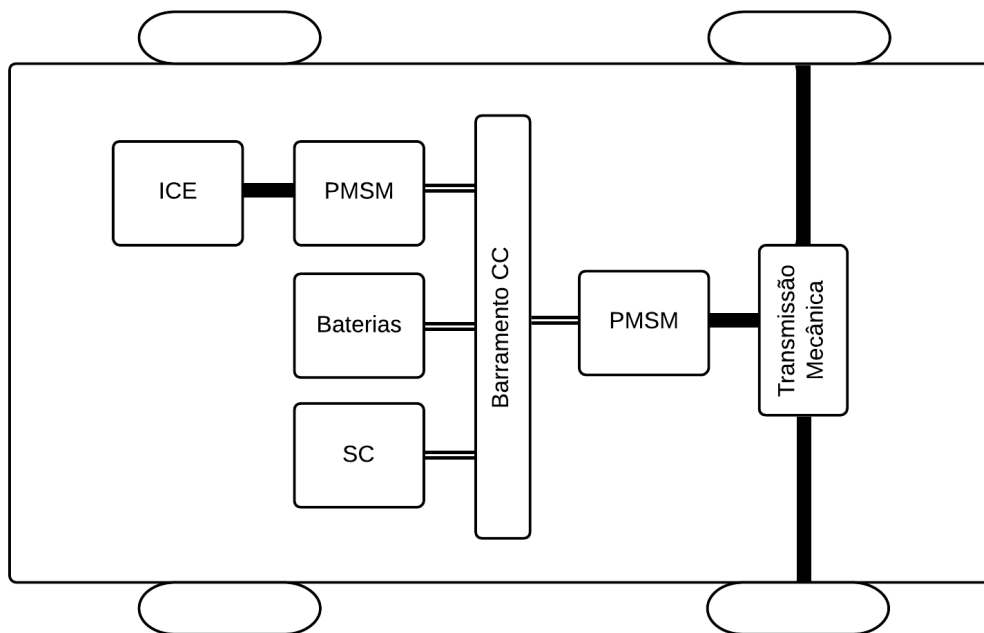 ICE
PMSM
Baterias
SC
Barramento CC
PMSM
Transmissão
Mecânica